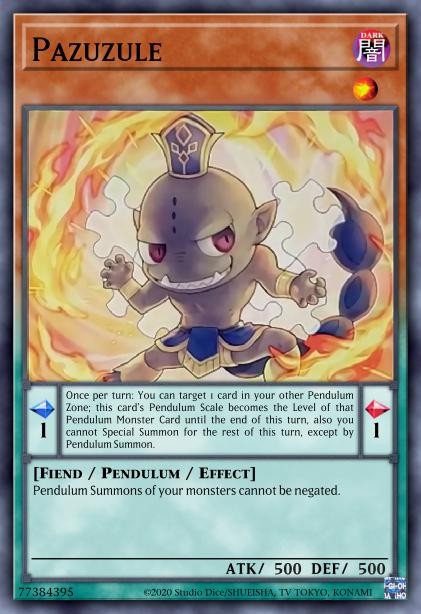 PAZUZULE
DARK
闇
Once per turn: You can target 1 card in your other Pendulum
Zone; this card's Pendulum Scale becomes the Level of that
Pendulum Monster Card until the end of this turn, also you
cannot Special Summon for the rest of this turn, except by
Pendulum Summon.
1
1
[FIEND / PENDULUM / EFFECT]
Pendulum Summons of your monsters cannot be negated.
ATK/ 500 DEF/ 500
77384395
©2020 Studio Dice/SHUEISHA, TV TOKYO, KONAMI